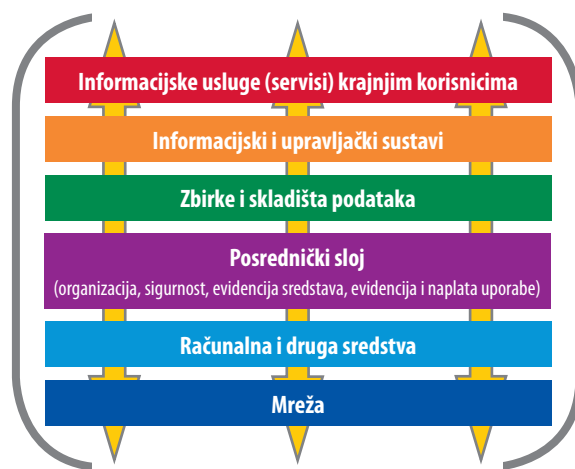 Informacijske usluge (servisi) krajnjim korisnicima
Informacijski i upravljački sustavi
Zbirke i skladišta podataka
Posrednički sloj
(organizacija, sigurnost, evidencija sredstava, evidencija i naplata uporabe)
Računalna i druga sredstva
Mreža